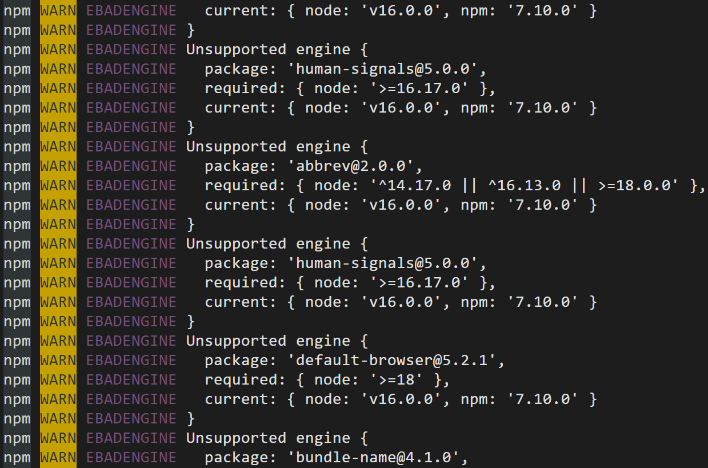 npm WARN EBADENGINE   current: { node: 'v16.0.0', npm: '7.10.0' }
npm WARN EBADENGINE }
npm WARN EBADENGINE Unsupported engine {
npm WARN EBADENGINE   package: 'human-signals@5.0.0',
npm WARN EBADENGINE   required: { node: '>=16.17.0' },
npm WARN EBADENGINE   current: { node: 'v16.0.0', npm: '7.10.0' }
npm WARN EBADENGINE }
npm WARN EBADENGINE Unsupported engine {
npm WARN EBADENGINE   package: 'abbrev@2.0.0',
npm WARN EBADENGINE   required: { node: '^14.17.0 || ^16.13.0 || >=18.0.0' },
npm WARN EBADENGINE   current: { node: 'v16.0.0', npm: '7.10.0' }
npm WARN EBADENGINE }
npm WARN EBADENGINE Unsupported engine {
npm WARN EBADENGINE   package: 'human-signals@5.0.0',
npm WARN EBADENGINE   required: { node: '>=16.17.0' },
npm WARN EBADENGINE   current: { node: 'v16.0.0', npm: '7.10.0' }
npm WARN EBADENGINE }
npm WARN EBADENGINE Unsupported engine {
npm WARN EBADENGINE   package: 'default-browser@5.2.1',
npm WARN EBADENGINE   required: { node: '>=18' },
npm WARN EBADENGINE   current: { node: 'v16.0.0', npm: '7.10.0' }
npm WARN EBADENGINE }
npm WARN EBADENGINE Unsupported engine {
npm WARN EBADENGINE   package: 'bundle-name@4.1.0',